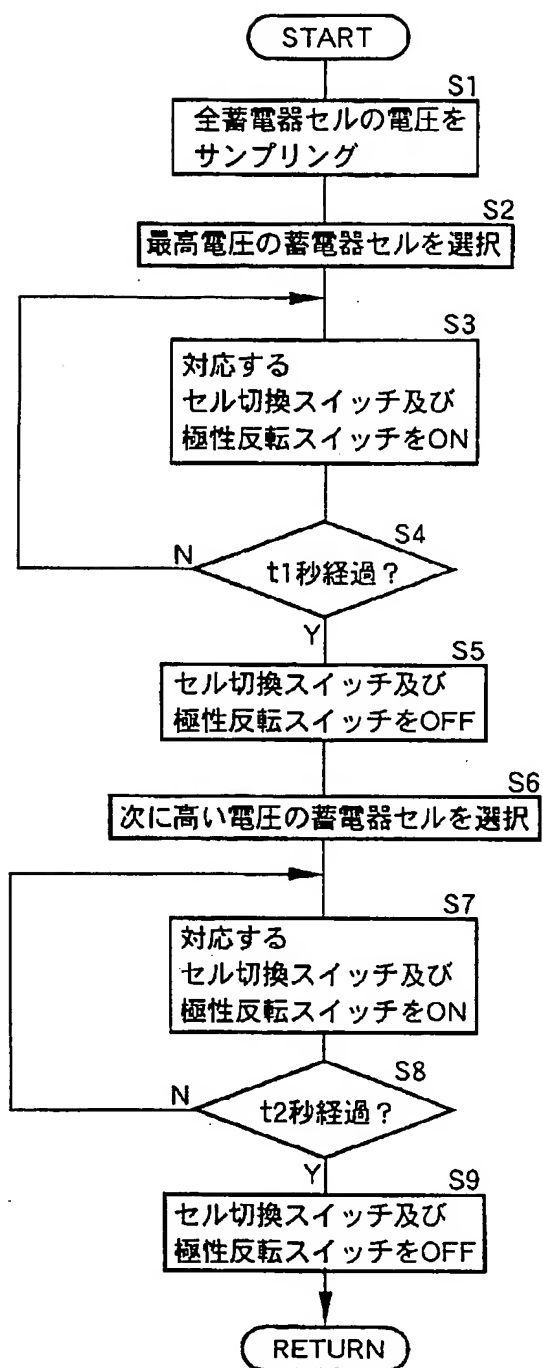 START
S1
全蓄電器セルの電圧を
サンプリング
S2
最高電圧の蓄電器セルを選択
S3
対応する
セル切換スイッチ及び
極性反転スイッチをON
S4
N
t1秒経過？
Y
S5
セル切換スイッチ及び
極性反転スイッチをOFF
S6
次に高い電圧の蓄電器セルを選択
S7
対応する
セル切換スイッチ及び
極性反転スイッチをON
S8
N
t2秒経過？
Y
S9
セル切換スイッチ及び
極性反転スイッチをOFF
RETURN